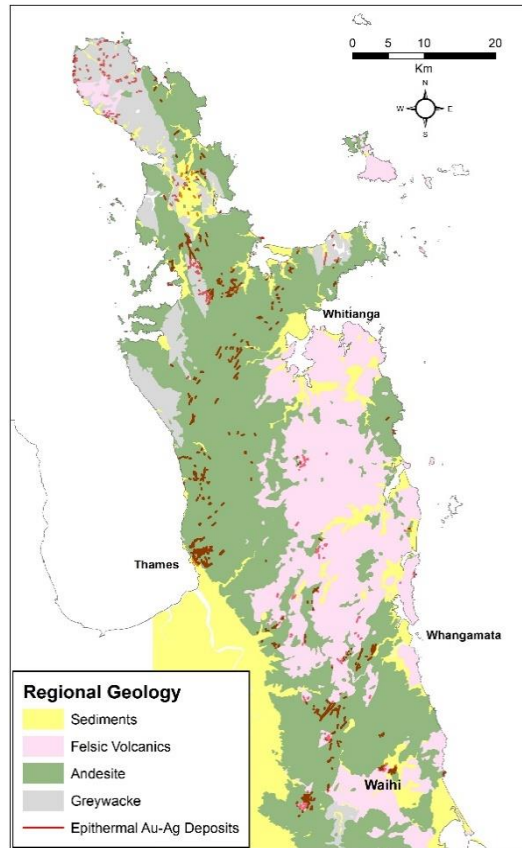 0 5 10 20
Km
N
W E
S
Whitianga
Thames
Whangamata
Waihi
Regional Geology
Sediments
Felsic Volcanics
Andesite
Greywacke
Epithermal Au-Ag Deposits